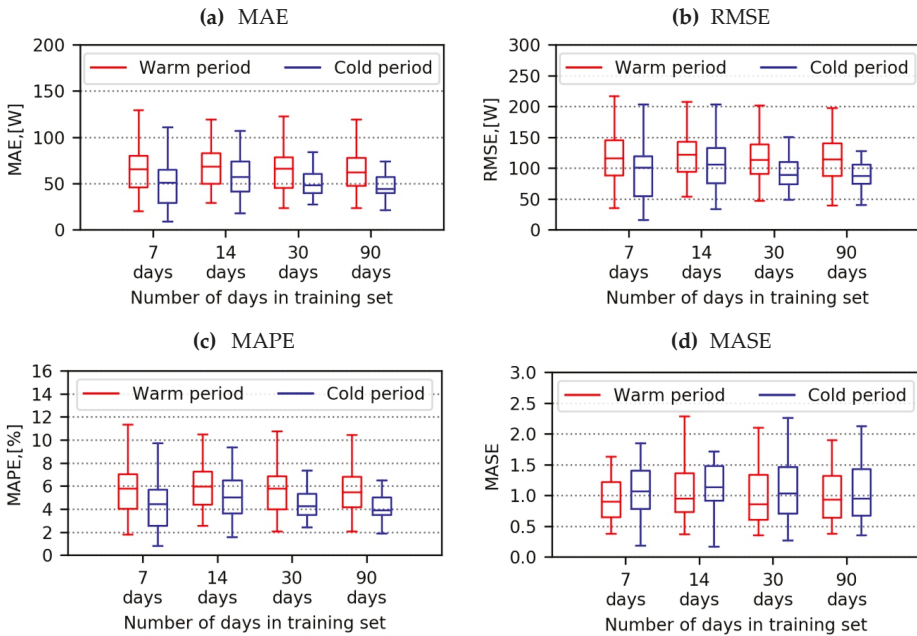 (a) MAE
200
150
100
50
0
MAE,[W]
Warm period
Cold period
7 days
14 days
30 days
90 days
Number of days in training set
(b) RMSE
300
250
200
150
100
50
0
RMSE,[W]
Warm period
Cold period
7 days
14 days
30 days
90 days
Number of days in training set
(c) MAPE
16
14
12
10
8
6
4
2
0
MAPE,[%]
Warm period
Cold period
7 days
14 days
30 days
90 days
Number of days in training set
(d) MASE
3.0
2.5
2.0
1.5
1.0
0.5
0.0
MASE
Warm period
Cold period
7 days
14 days
30 days
90 days
Number of days in training set